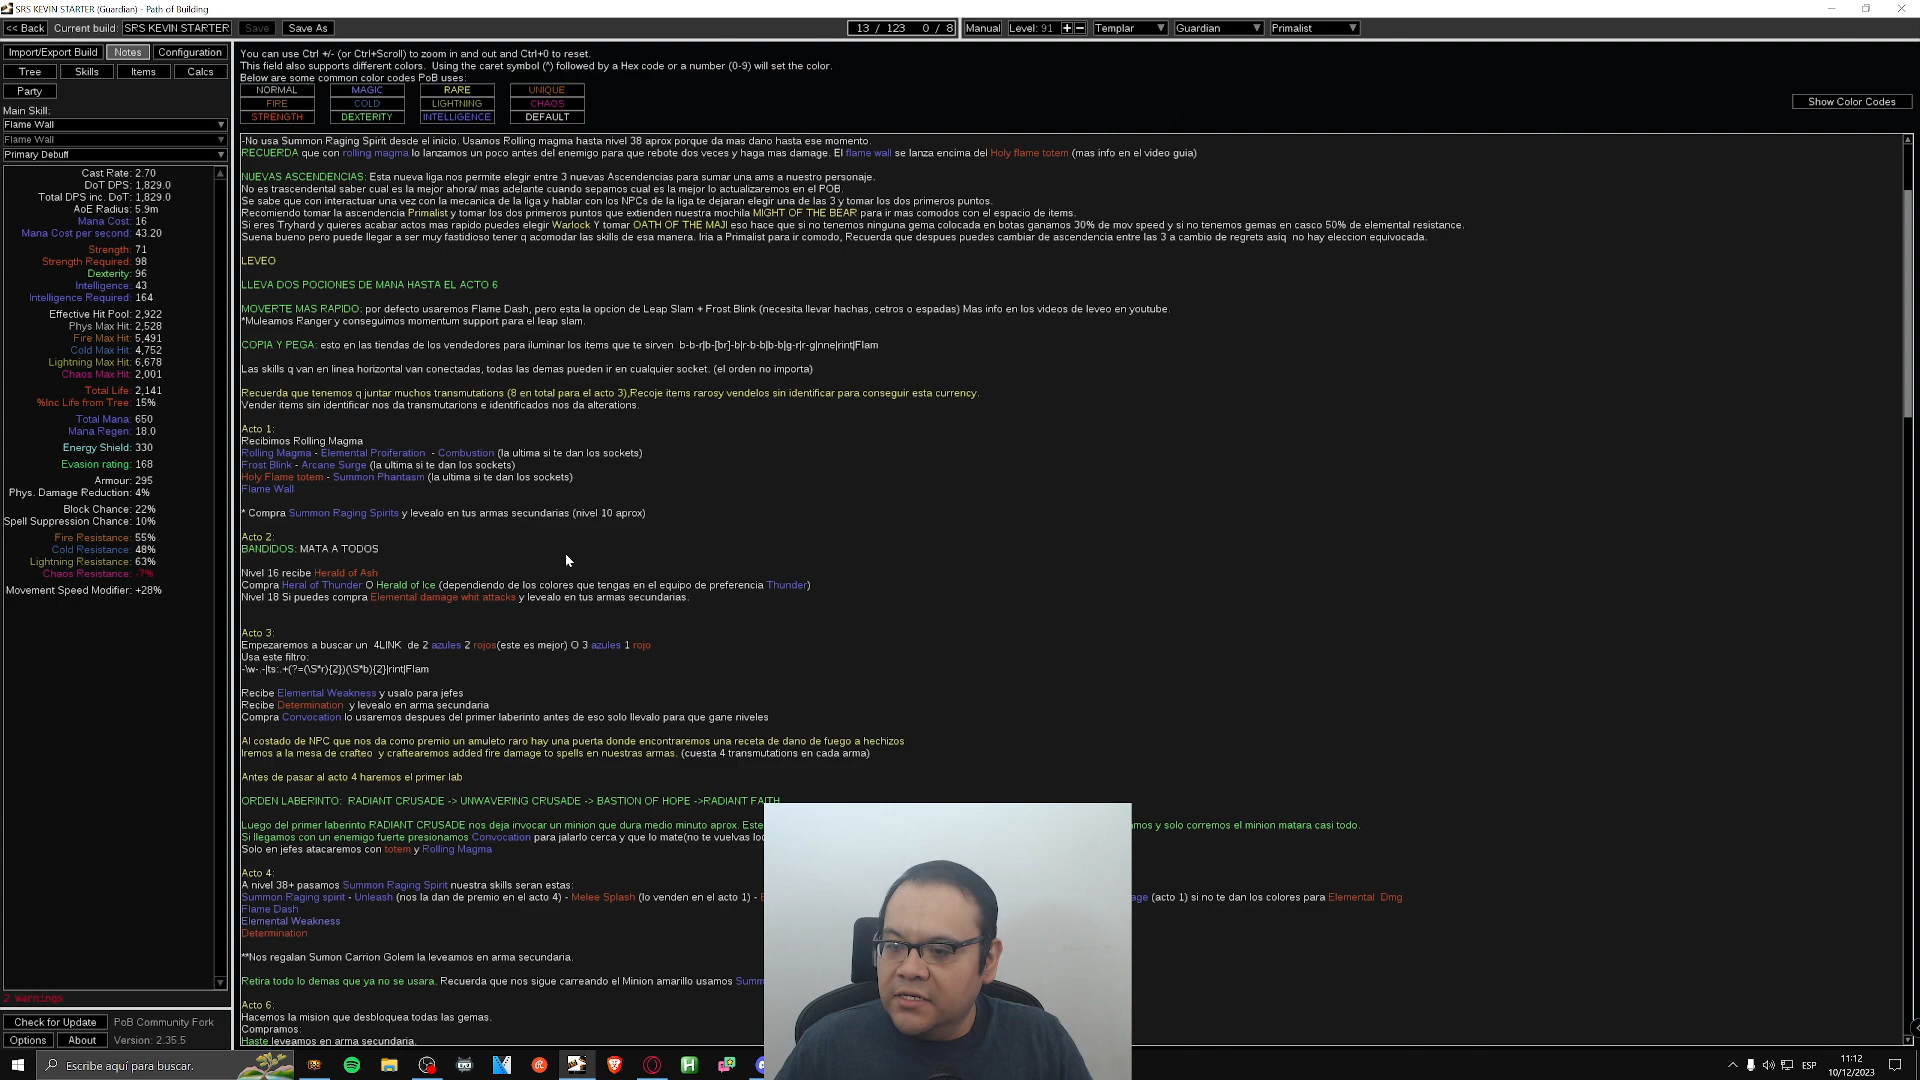 SRS KEVIN STARTER (Guardian) - Path of Building
<< Back Current build: SRS KEVIN STARTER Save Save As 13 / 123 0 / 8 Manual Level: 91 Templar Guardian Primalist
Import/Export Build Notes Configuration
Tree Skills Items Calcs
Party
Main Skill:
Flame Wall
Flame Wall
Primary Debuff
Cast Rate: 2.70
DoT DPS: 1,829.0
Total DPS inc. DoT: 1,829.0
AoE Radius: 5.9m
Mana Cost: 16
Mana Cost per second: 43.20
Strength: 71
Strength Required: 98
Dexterity: 96
Intelligence: 43
Intelligence Required: 164
Effective Hit Pool: 2,922
Phys Max Hit: 2,528
Fire Max Hit: 5,491
Cold Max Hit: 4,752
Lightning Max Hit: 6,678
Chaos Max Hit: 2,001
Total Life: 2,141
%Inc Life from Tree: 15%
Total Mana: 650
Mana Regen: 18.0
Energy Shield: 330
Evasion rating: 168
Armour: 295
Phys. Damage Reduction: 4%
Block Chance: 22%
Spell Suppression Chance: 10%
Fire Resistance: 55%
Cold Resistance: 48%
Lightning Resistance: 63%
Chaos Resistance: -7%
Movement Speed Modifier: +28%
2 Warnings
Check for Update PoB Community Fork
Options About Version: 2.35.5
You can use Ctrl +/- (or Ctrl+Scroll) to zoom in and out and Ctrl+0 to reset.
This field also supports different colors. Using the caret symbol (^) followed by a Hex code or a number (0-9) will set the color.
Below are some common color codes PoB uses:
NORMAL MAGIC RARE UNIQUE
FIRE COLD LIGHTNING CHAOS
STRENGTH DEXTERITY INTELLIGENCE DEFAULT
Show Color Codes
-No usa Summon Raging Spirit desde el inicio. Usamos Rolling magma hasta nivel 38 aprox porque da mas dano hasta ese momento.
RECUERDA que con rolling magma lo lanzamos un poco antes del enemigo para que rebote dos veces y haga mas damage. El flame wall se lanza encima del Holy flame totem (mas info en el video guia)
NUEVAS ASCENDENCIAS: Esta nueva liga nos permite elegir entre 3 nuevas Ascendencias para sumar una ams a nuestro personaje.
No es trascendental saber cual es la mejor ahora/ mas adelante cuando sepamos cual es la mejor lo actualizaremos en el POB.
Se sabe que con interactuar una vez con la mecanica de la liga y hablar con los NPCs de la liga te dejaran elegir una de las 3 y tomar los dos primeros puntos.
Recomiendo tomar la ascendencia Primalist y tomar los dos primeros puntos que extienden nuestra mochila MIGHT OF THE BEAR para ir mas comodos con el espacio de items.
Si eres Tryhard y quieres acabar actos mas rapido puedes elegir Warlock Y tomar OATH OF THE MAJI eso hace que si no tenemos ninguna gema colocada en botas ganamos 30% de mov speed y si no tenemos gemas en casco 50% de elemental resist.
Suena bueno pero puede llegar a ser muy fastidioso tener q acomodar las skills de esa manera. Iria a Primalist para ir comodo, Recuerda que despues puedes cambiar de ascendencia entre las 3 a cambio de regrets asiq no hay eleccion equivocada.
LEVEO
LLEVA DOS POCIONES DE MANA HASTA EL ACTO 6
MOVERTE MAS RAPIDO: por defecto usaremos Flame Dash, pero esta la opcion de Leap Slam + Frost Blink (necesita llevar hachas, cetros o espadas) Mas info en los videos de leveo en youtube.
*Muleamos Ranger y conseguimos momentum support para el leap slam.
COPIA Y PEGA: esto en las tiendas de los vendedores para iluminar los items que te sirven b-b-r|b-[br]-b|r-b-b|b-b|g-r|r-g|nne|rint|Flam
Las skills q van en linea horizontal van conectadas, todas las demas pueden ir en cualquier socket. (el orden no importa)
Recuerda que tenemos q juntar muchos transmutations (8 en total para el acto 3),Recoje items rarosy vendelos sin identificar para conseguir esta currency.
Vender items sin identificar nos da transmutarions e identificados nos da alterations.
Acto 1:
Recibimos Rolling Magma
Rolling Magma - Elemental Proiferation - Combustion (la ultima si te dan los sockets)
Frost Blink - Arcane Surge (la ultima si te dan los sockets)
Holy Flame totem - Summon Phantasm (la ultima si te dan los sockets)
Flame Wall
* Compra Summon Raging Spirits y levealo en tus armas secundarias (nivel 10 aprox)
Acto 2:
BANDIDOS: MATA A TODOS
Nivel 16 recibe Herald of Ash
Compra Heral of Thunder O Herald of Ice (dependiendo de los colores que tengas en el equipo de preferencia Thunder)
Nivel 18 Si puedes compra Elemental damage whit attacks y levealo en tus armas secundarias.
Acto 3:
Empezaremos a buscar un 4LINK de 2 azules 2 rojos(este es mejor) O 3 azules 1 rojo
Usa este filtro:
-\w-.-|ts:.+(?=(\S*r){2})(\S*b){2}|rint|Flam
Recibe Elemental Weakness y usalo para jefes
Recibe Determination y levealo en arma secundaria
Compra Convocation lo usaremos despues del primer laberinto antes de eso solo llevalo para que gane niveles
Al costado de NPC que nos da como premio un amuleto raro hay una puerta donde encontraremos una receta de dano de fuego a hechizos
Iremos a la mesa de crafteo y craftearemos added fire damage to spells en nuestras armas. (cuesta 4 transmutations en cada arma)
Antes de pasar al acto 4 haremos el primer lab
ORDEN LABERINTO: RADIANT CRUSADE -> UNWAVERING CRUSADE -> BASTION OF HOPE ->RADIANT FAITH
Luego del primer laberinto RADIANT CRUSADE nos deja invocar un minion que dura medio minuto aprox. Este amos y solo corremos el minion matara casi todo.
Si llegamos con un enemigo fuerte presionamos Convocation para jalarlo cerca y que lo mate(no te vuelvas
Solo en jefes atacaremos con totem y Rolling Magma
Acto 4:
A nivel 38+ pasamos Summon Raging Spirit nuestra skills seran estas:
Summon Raging spirit - Unleash (nos la dan de premio en el acto 4) - Melee Splash (lo venden en el acto 1) - age (acto 1) si no te dan los colores para Elemental Dmg
Flame Dash
Elemental Weakness
Determination
**Nos regalan Sumon Carrion Golem la leveamos en arma secundaria.
Retira todo lo demas que ya no se usara. Recuerda que nos sigue carreando el Minion amarillo usamos Summ
Acto 6:
Hacemos la mision que desbloquea todas las gemas.
Compramos:
Haste leveamos en arma secundaria.
Escribe aquí para buscar.
ESP
11:12
10/12/2023